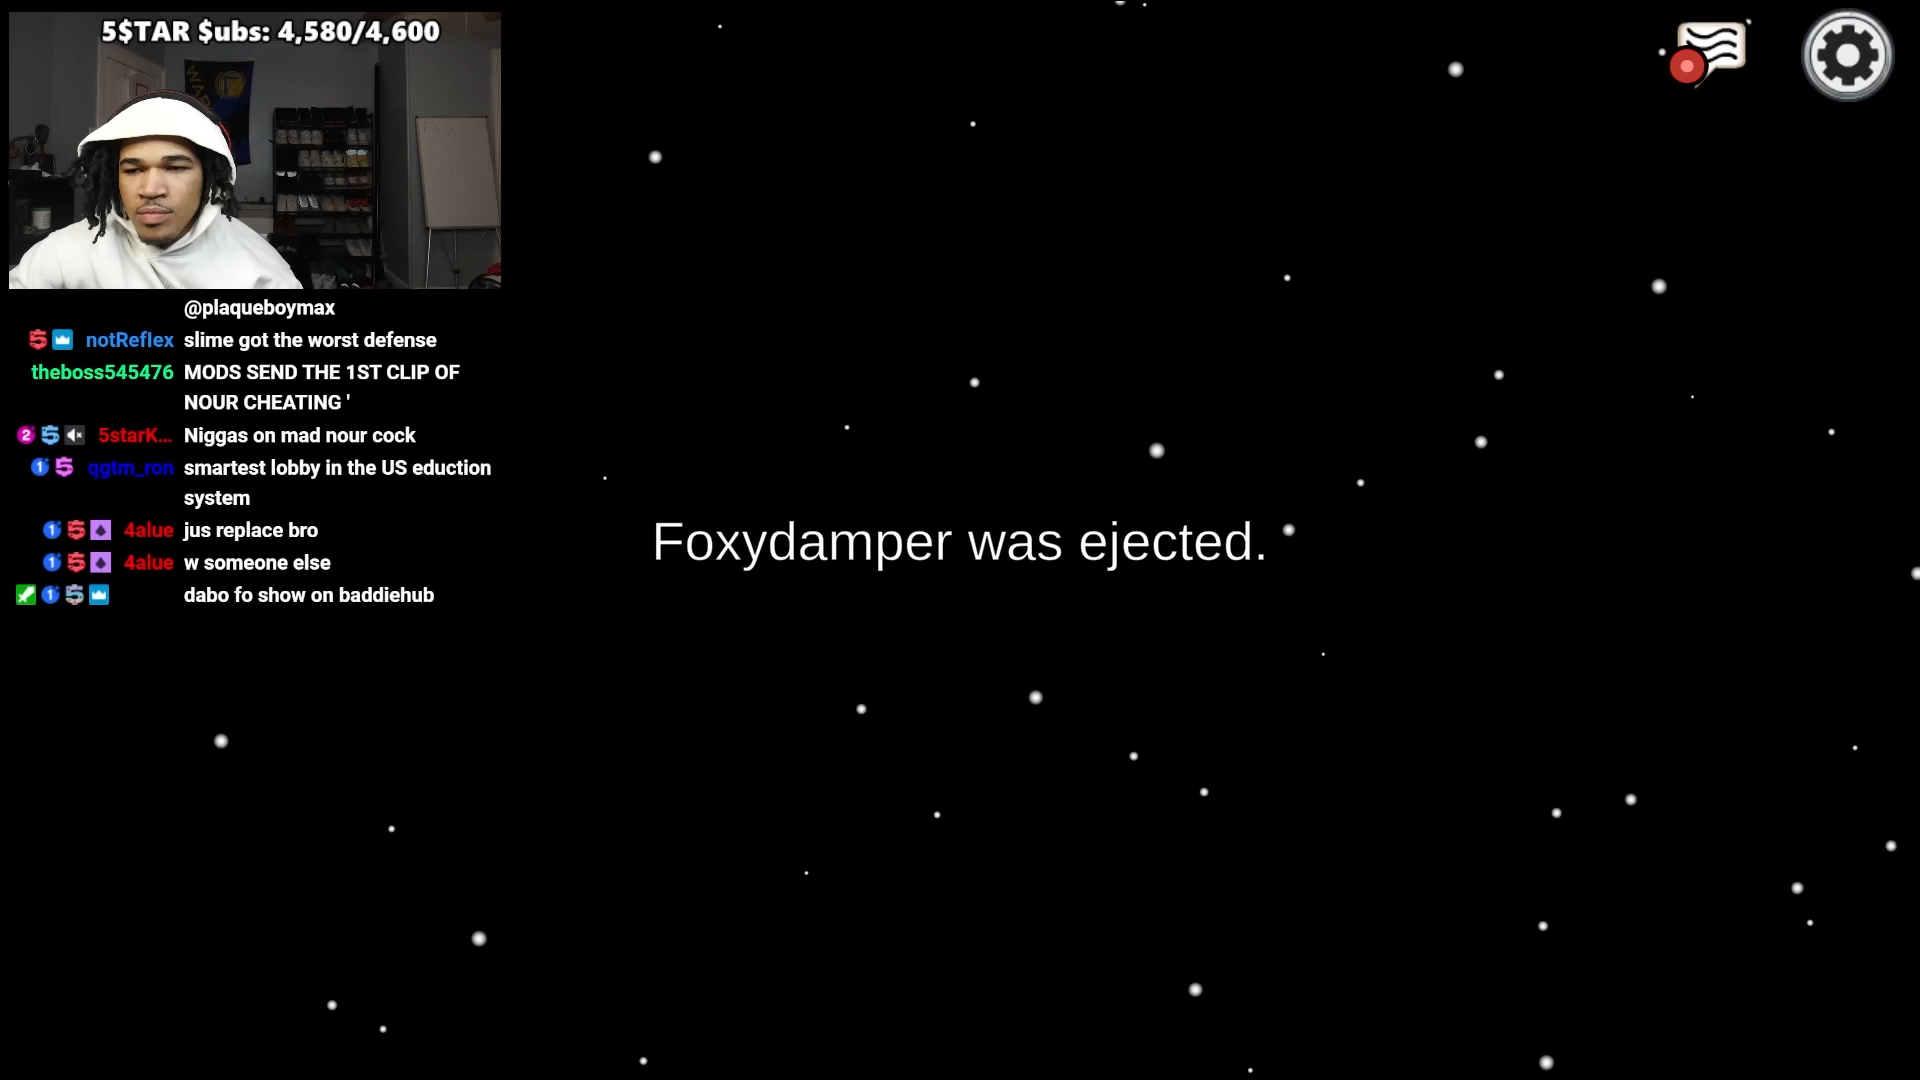 5$TAR $ubs: 4,580/4,600
@plaqueboymax
notReflex slime got the worst defense
theboss545476 MODS SEND THE 1ST CLIP OF
NOUR CHEATING '
5starK... Niggas on mad nour cock
qgtm_ron smartest lobby in the US eduction
system
4alue jus replace bro
4alue w someone else
dabo fo show on baddiehub
Foxydamper was ejected.